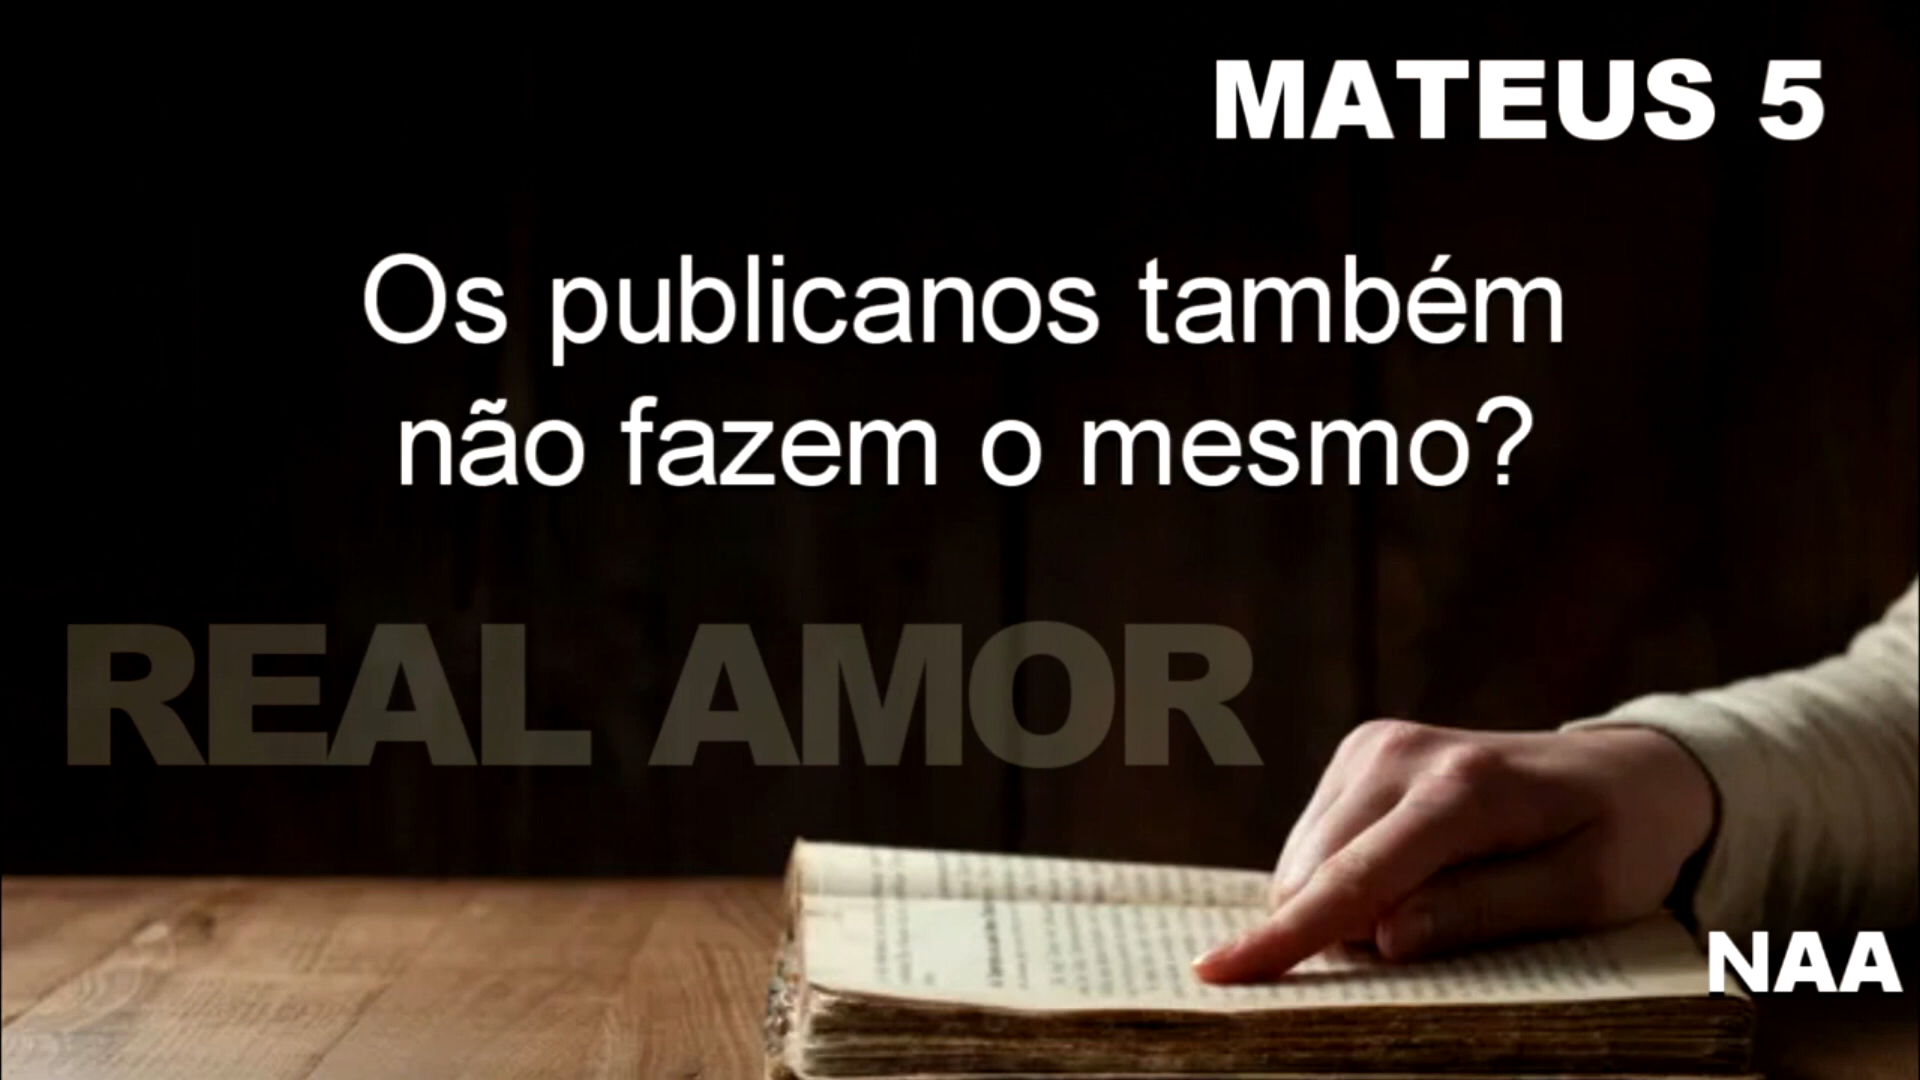 MATEUS 5
Os publicanos também
não fazem o mesmo?
REAL AMOR
NAA